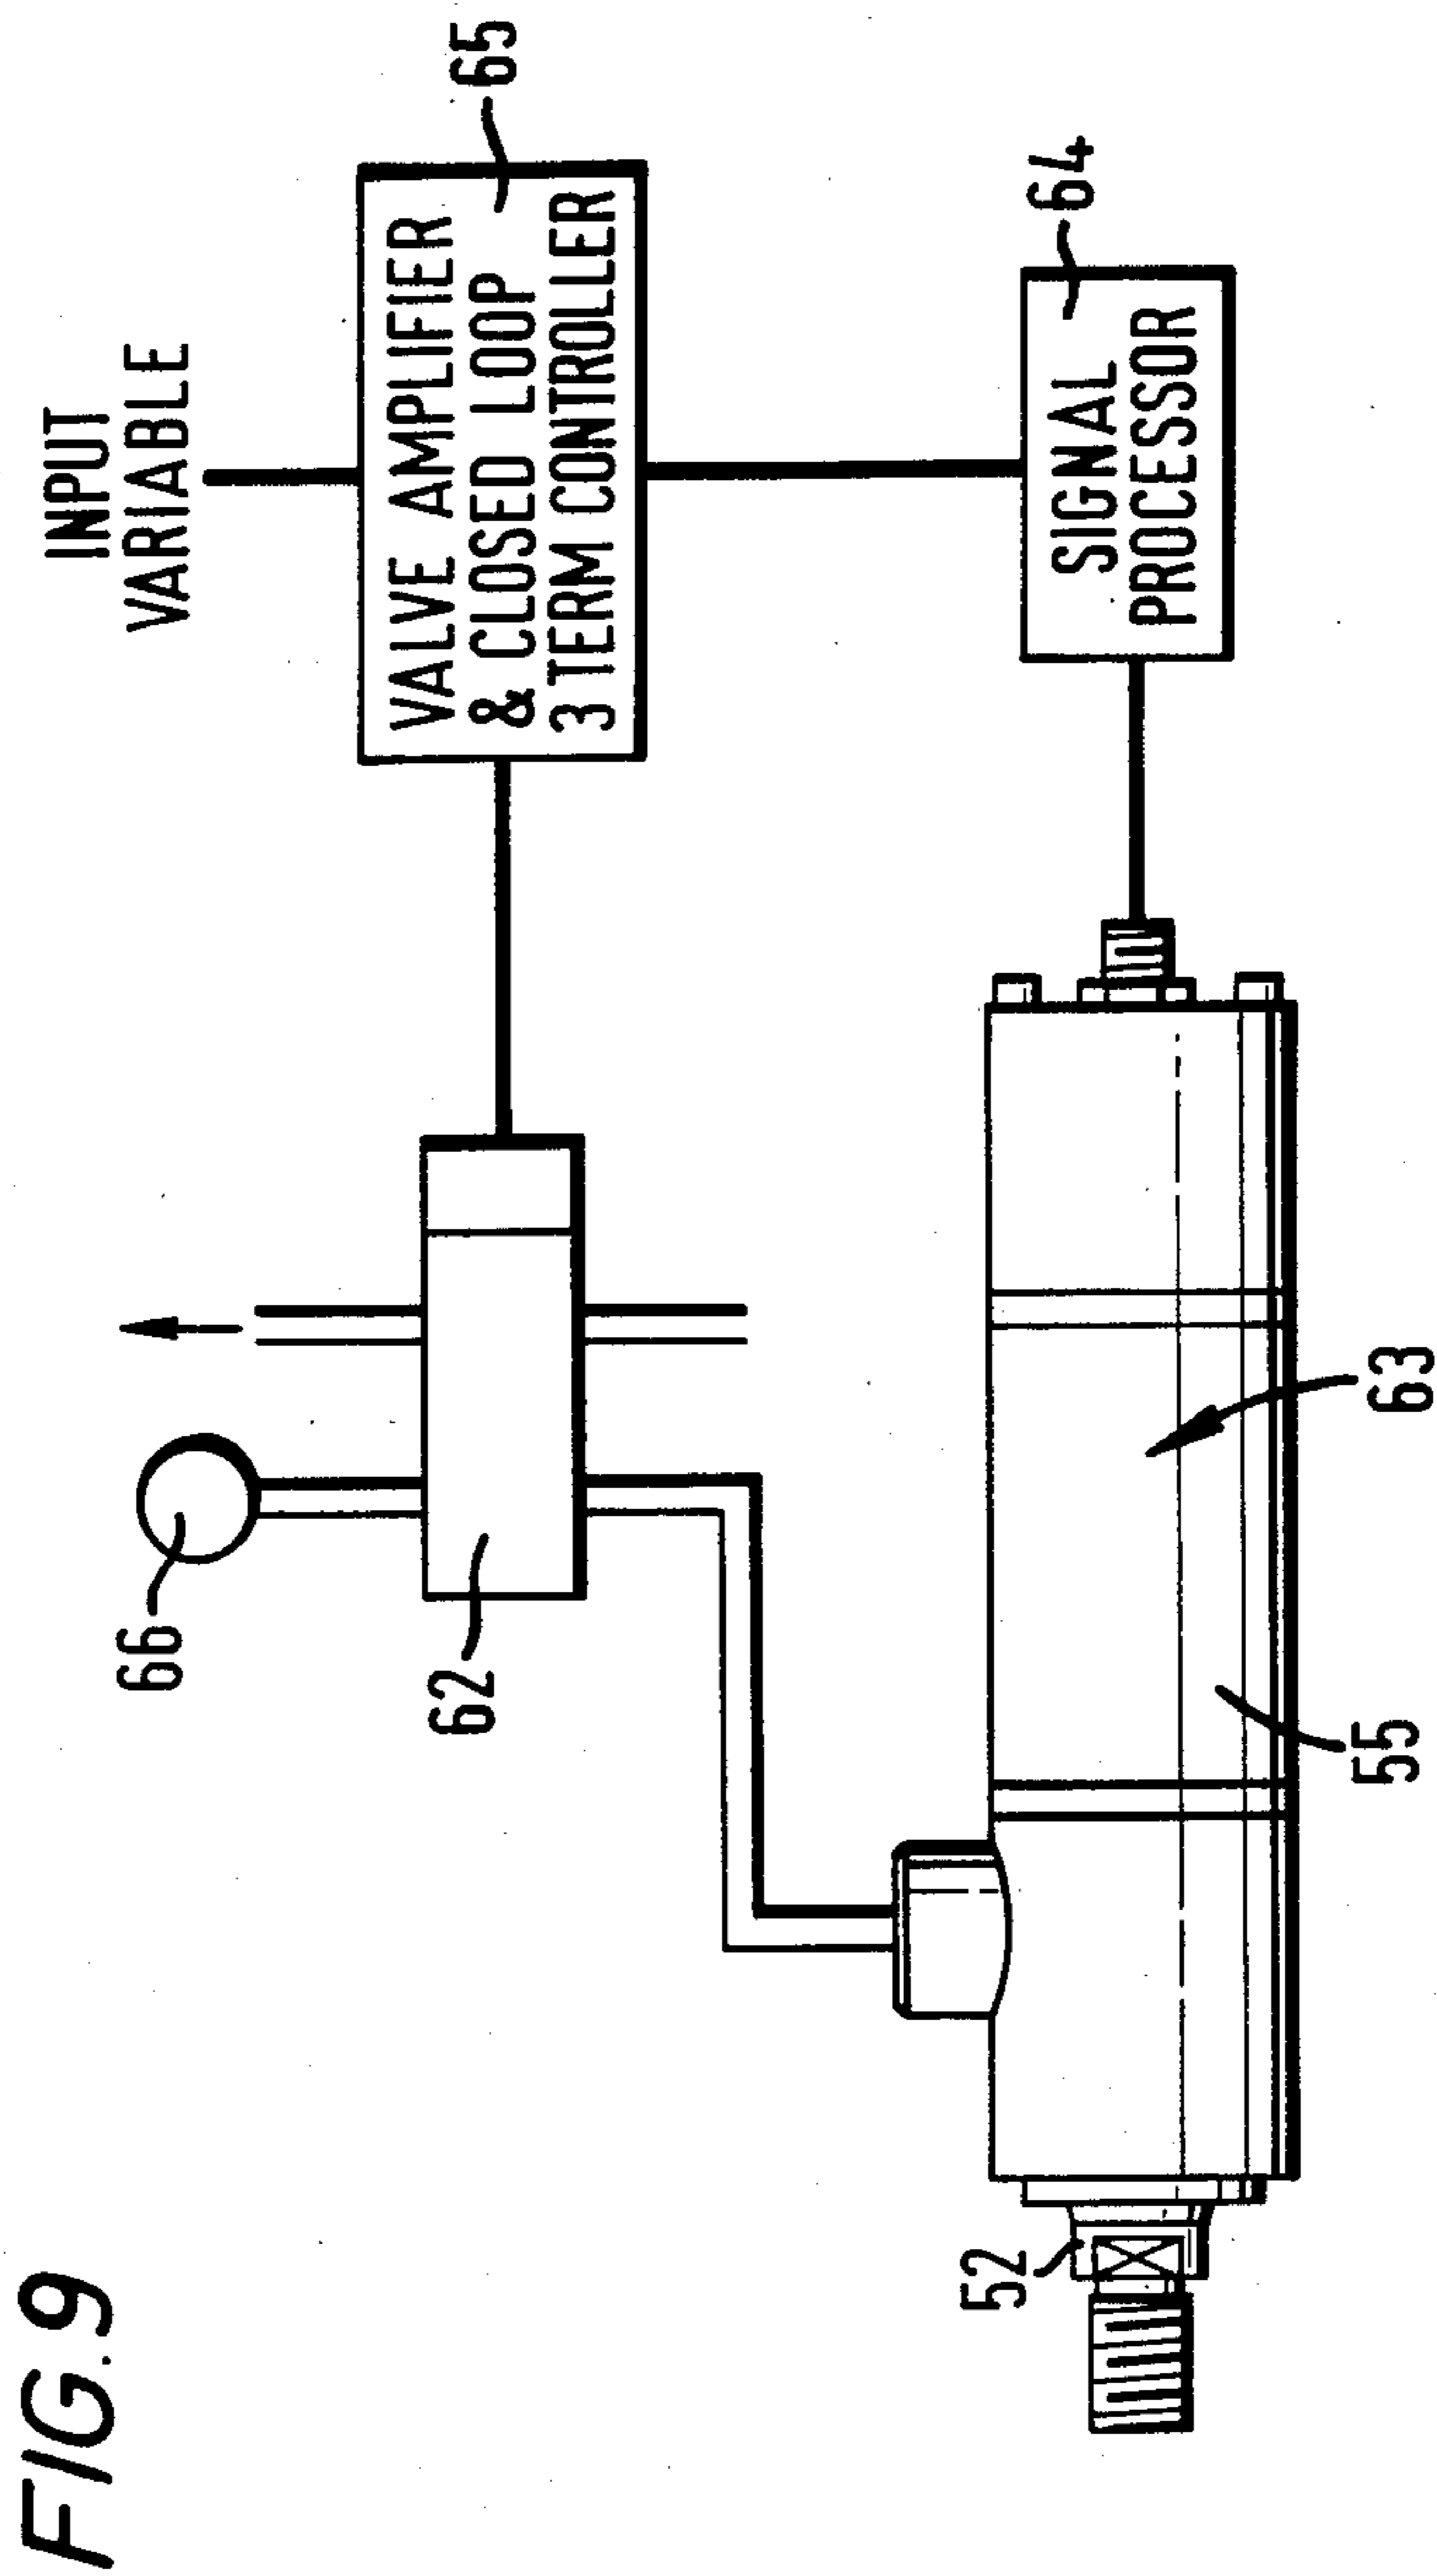 FIG. 9
INPUT
VARIABLE
66
65
VALVE AMPLIFIER
& CLOSED LOOP
3 TERM CONTROLLER
62
52
64
SIGNAL
PROCESSOR
55
63